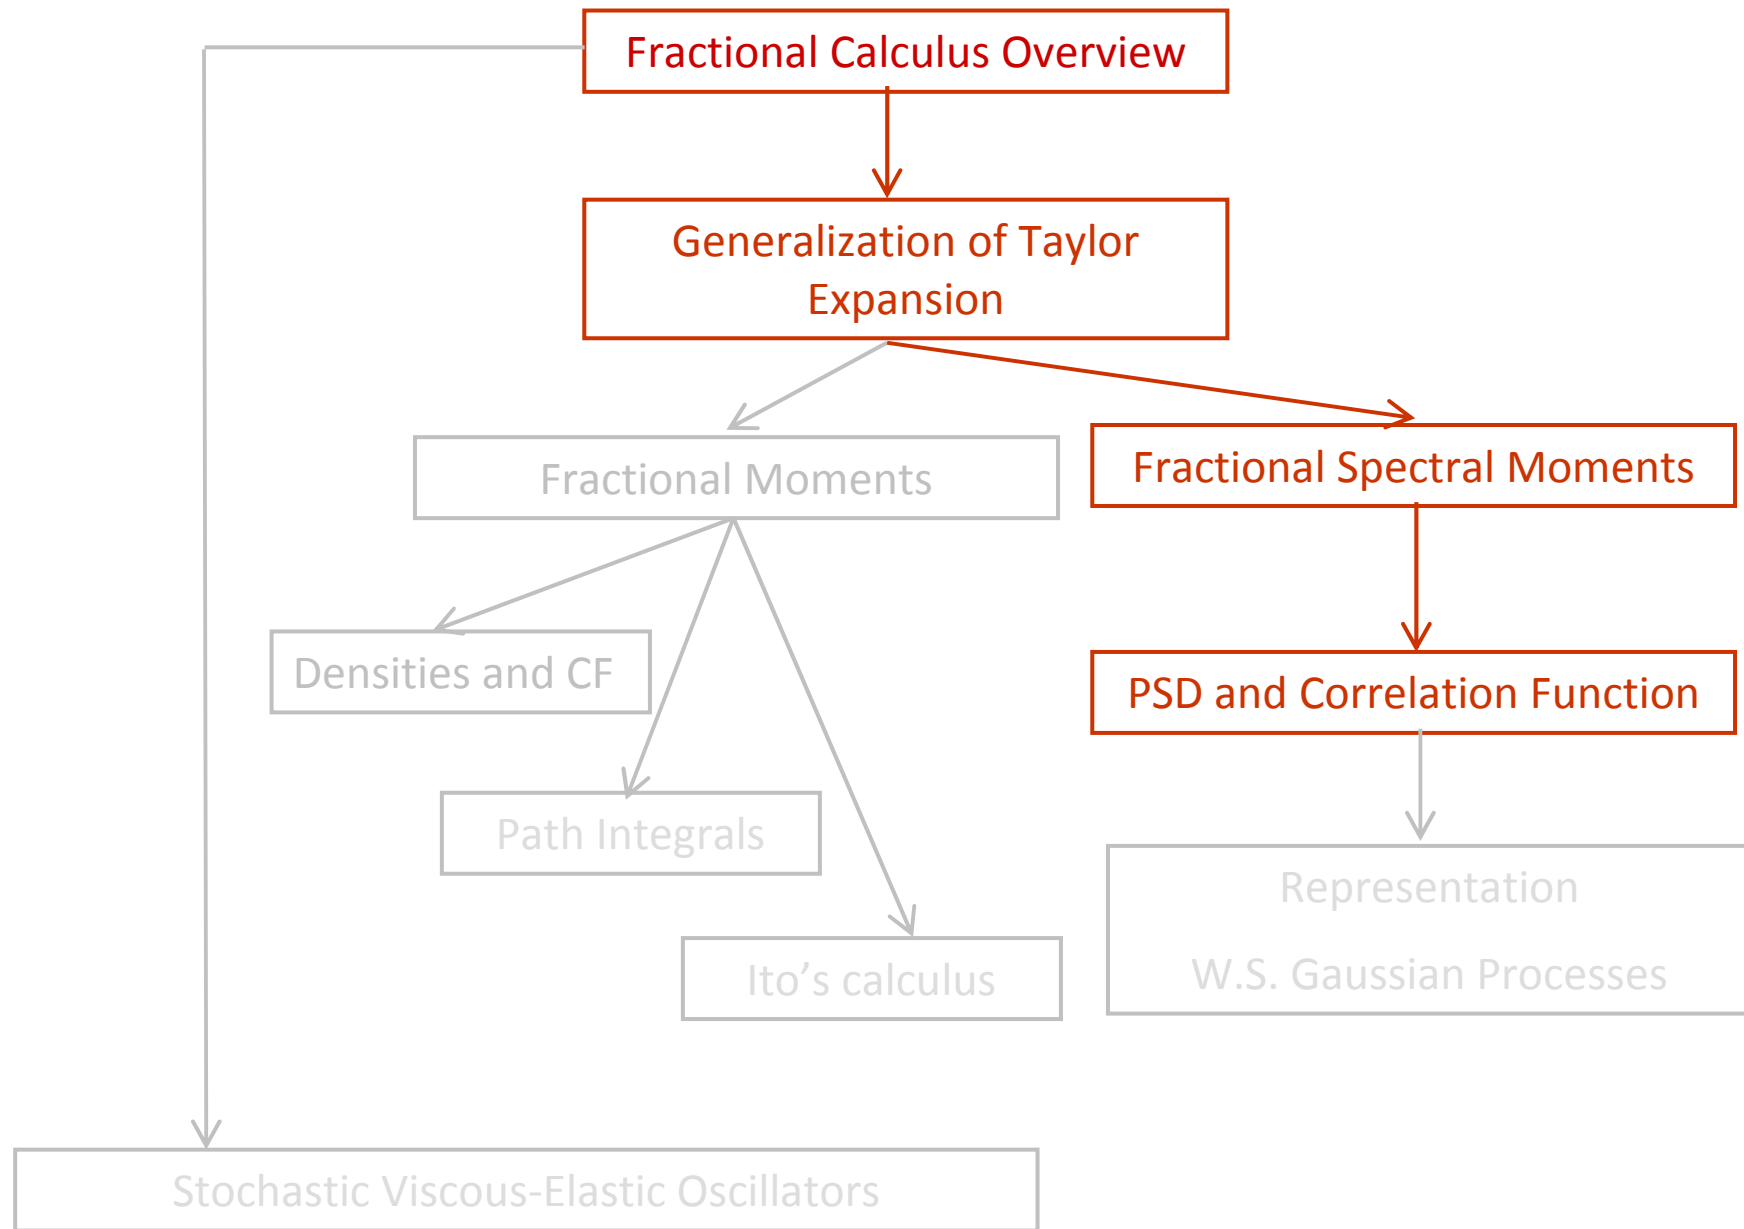 Fractional Calculus Overview
Generalization of Taylor
Expansion
Fractional Moments
Fractional Spectral Moments
Densities and CF
PSD and Correlation Function
Path Integrals
Representation
W.S. Gaussian Processes
Ito’s calculus
Stochastic Viscous-Elastic Oscillators